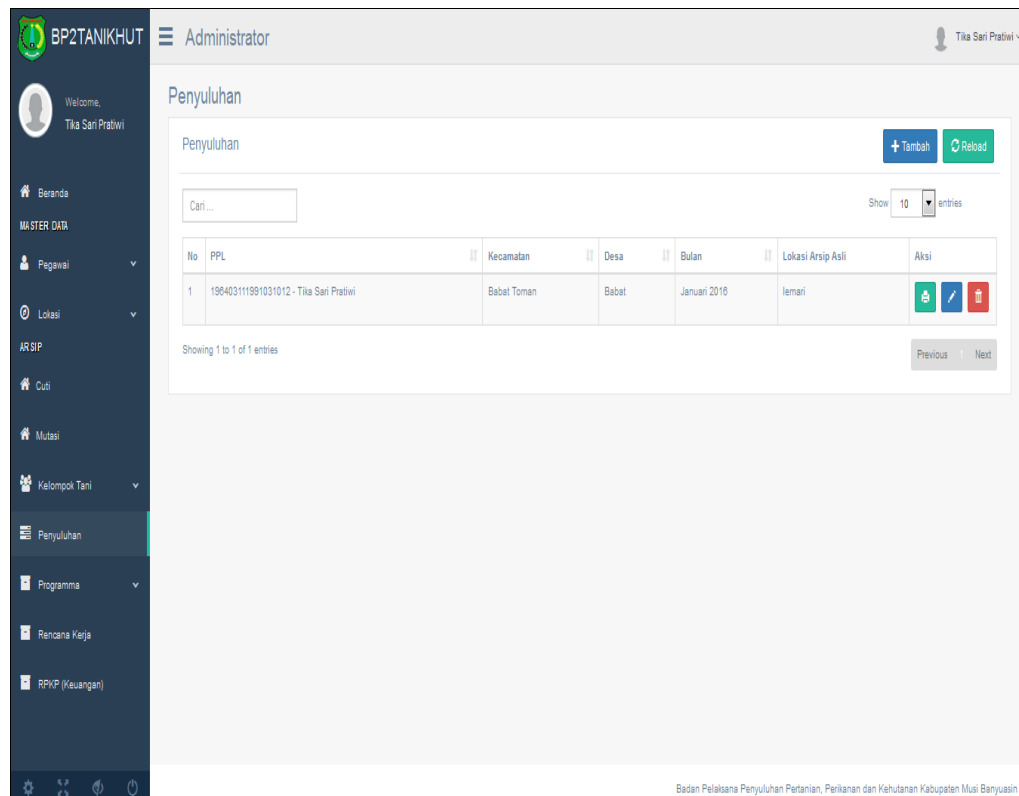 BP2TANIKHUT
Administrator
Tika Sari Pratiwi
Welcome,
Tika Sari Pratiwi
Beranda
MASTER DATA
Pegawai
Lokasi
ARSIP
Cuti
Mutasi
Kelompok Tani
Penyuluhan
Programma
Rencana Kerja
RPKP (Keuangan)
Penyuluhan
Penyuluhan
Tambah Reload
Cari ...
Show 10 entries
No PPL Kecamatan Desa Bulan Lokasi Arsip Asli Aksi
1 196403111991031012 - Tika Sari Pratiwi Babat Toman Babat Januari 2016 lemari
Showing 1 to 1 of 1 entries
Previous 1 Next
Badan Pelaksana Penyuluhan Pertanian, Perikanan dan Kehutanan Kabupaten Musi Banyuasin